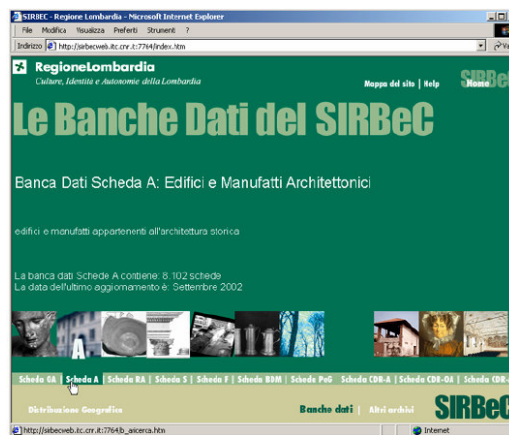 SIRBEC - Regione Lombardia - Microsoft Internet Explorer
File Modifica Visualizza Preferiti Strumenti ?
Indirizzo http://sirbecweb.itc.cnr.it:7764/index.htm
RegioneLombardia
Culture, Identità e Autonomie della Lombardia
Mappa del sito | Help
Home
SIRBeC
Le Banche Dati del SIRBeC
Banca Dati Scheda A: Edifici e Manufatti Architettonici
edifici e manufatti appartenenti all'architettura storica
La banca dati Schede A contiene: 8.102 schede
La data dell'ultimo aggiornamento è: Settembre 2002
A
Scheda OA | Scheda A | Scheda RA | Scheda S | Scheda F | Scheda BDM | Scheda PeG Scheda CDR-A | Scheda CDR-OA | Scheda CDR-
Distribuzione Geografica Banche dati | Altri archivi SIRBeC
http://sirbecweb.itc.cnr.it:7764/b_aricerca.htm Internet